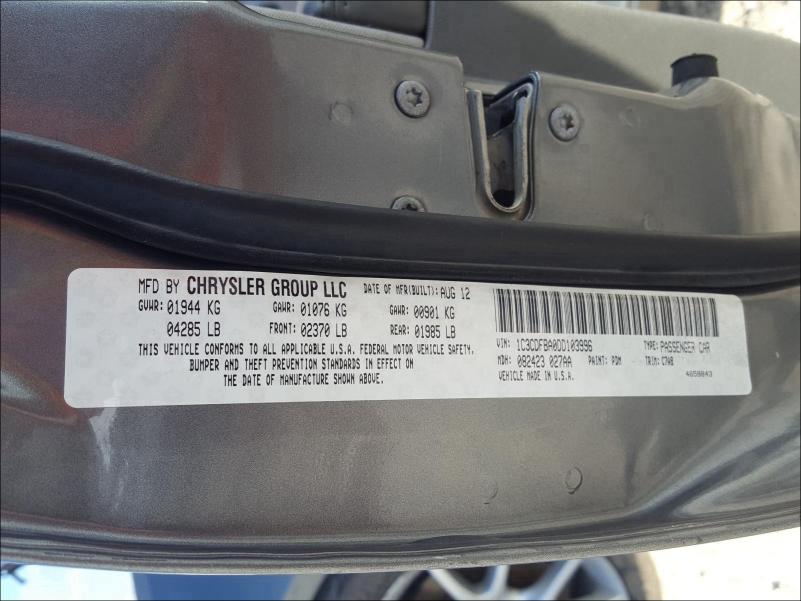 MFD BY CHRYSLER GROUP LLC DATE OF MFR(BUILT): AUG 12
GVWR: 01944 KG GAWR: 01076 KG GAWR: 00901 KG
04285 LB FRONT: 02370 LB REAR: 01985 LB
THIS VEHICLE CONFORMS TO ALL APPLICABLE U.S.A. FEDERAL MOTOR VEHICLE SAFETY,
BUMPER AND THEFT PREVENTION STANDARDS IN EFFECT ON
THE DATE OF MANUFACTURE SHOWN ABOVE.
VIN: 1C3CDFBA0DD103996 TYPE: PASSENGER CAR
MDH: 082423 027AA PAINT: PDM TRIM: C7A8
VEHICLE MADE IN U.S.A. 4658843